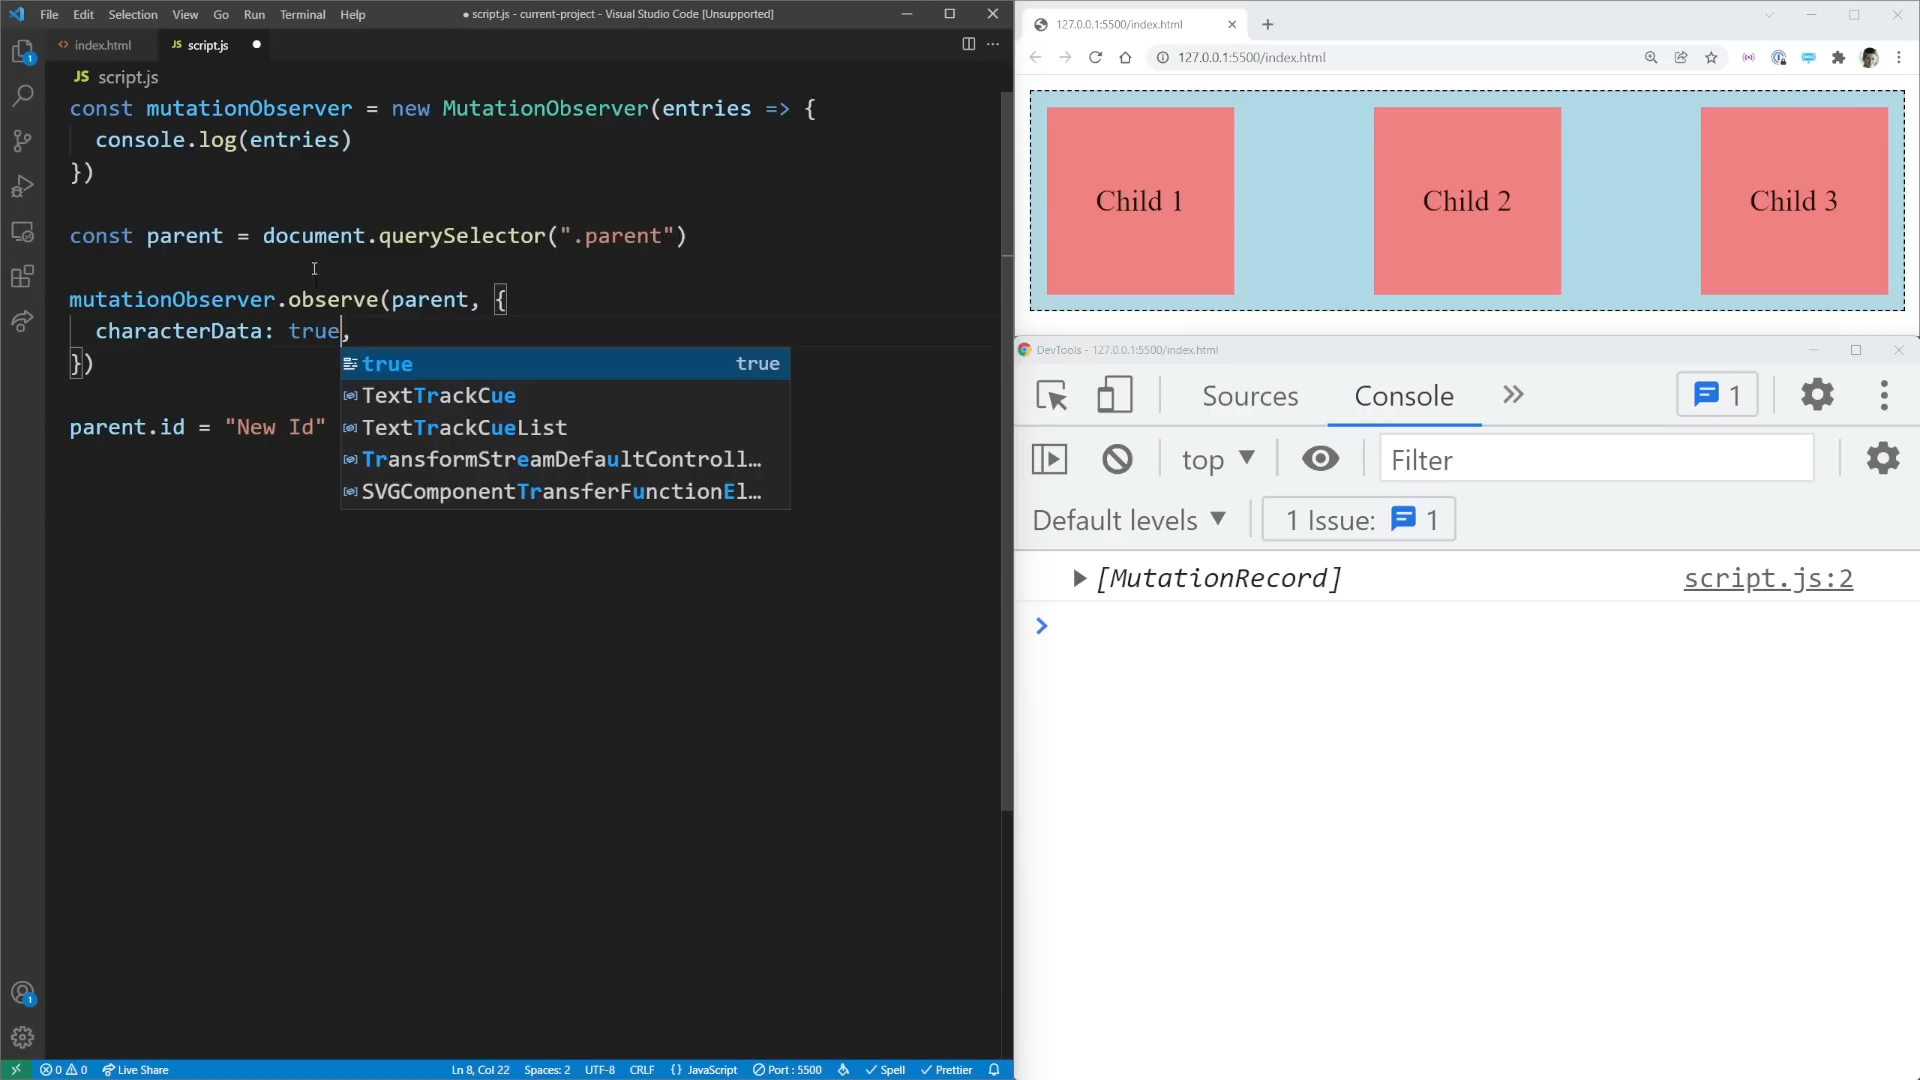 File Edit Selection View Go Run Terminal Help
● script.js - current-project - Visual Studio Code [Unsupported]
index.html
JS script.js
JS script.js
const mutationObserver = new MutationObserver(entries => {
console.log(entries)
})
const parent = document.querySelector(".parent")
mutationObserver.observe(parent, {
characterData: true,
})
parent.id = "New Id"
true true
TextTrackCue
TextTrackCueList
TransformStreamDefaultControll…
SVGComponentTransferFunctionEl…
1
1
0 0 Live Share
Ln 8, Col 22 Spaces: 2 UTF-8 CRLF {} JavaScript Port : 5500 Spell Prettier
127.0.0.1:5500/index.html
127.0.0.1:5500/index.html
Child 1
Child 2
Child 3
DevTools - 127.0.0.1:5500/index.html
Sources Console 1
top Filter
Default levels 1 Issue: 1
[MutationRecord] script.js:2